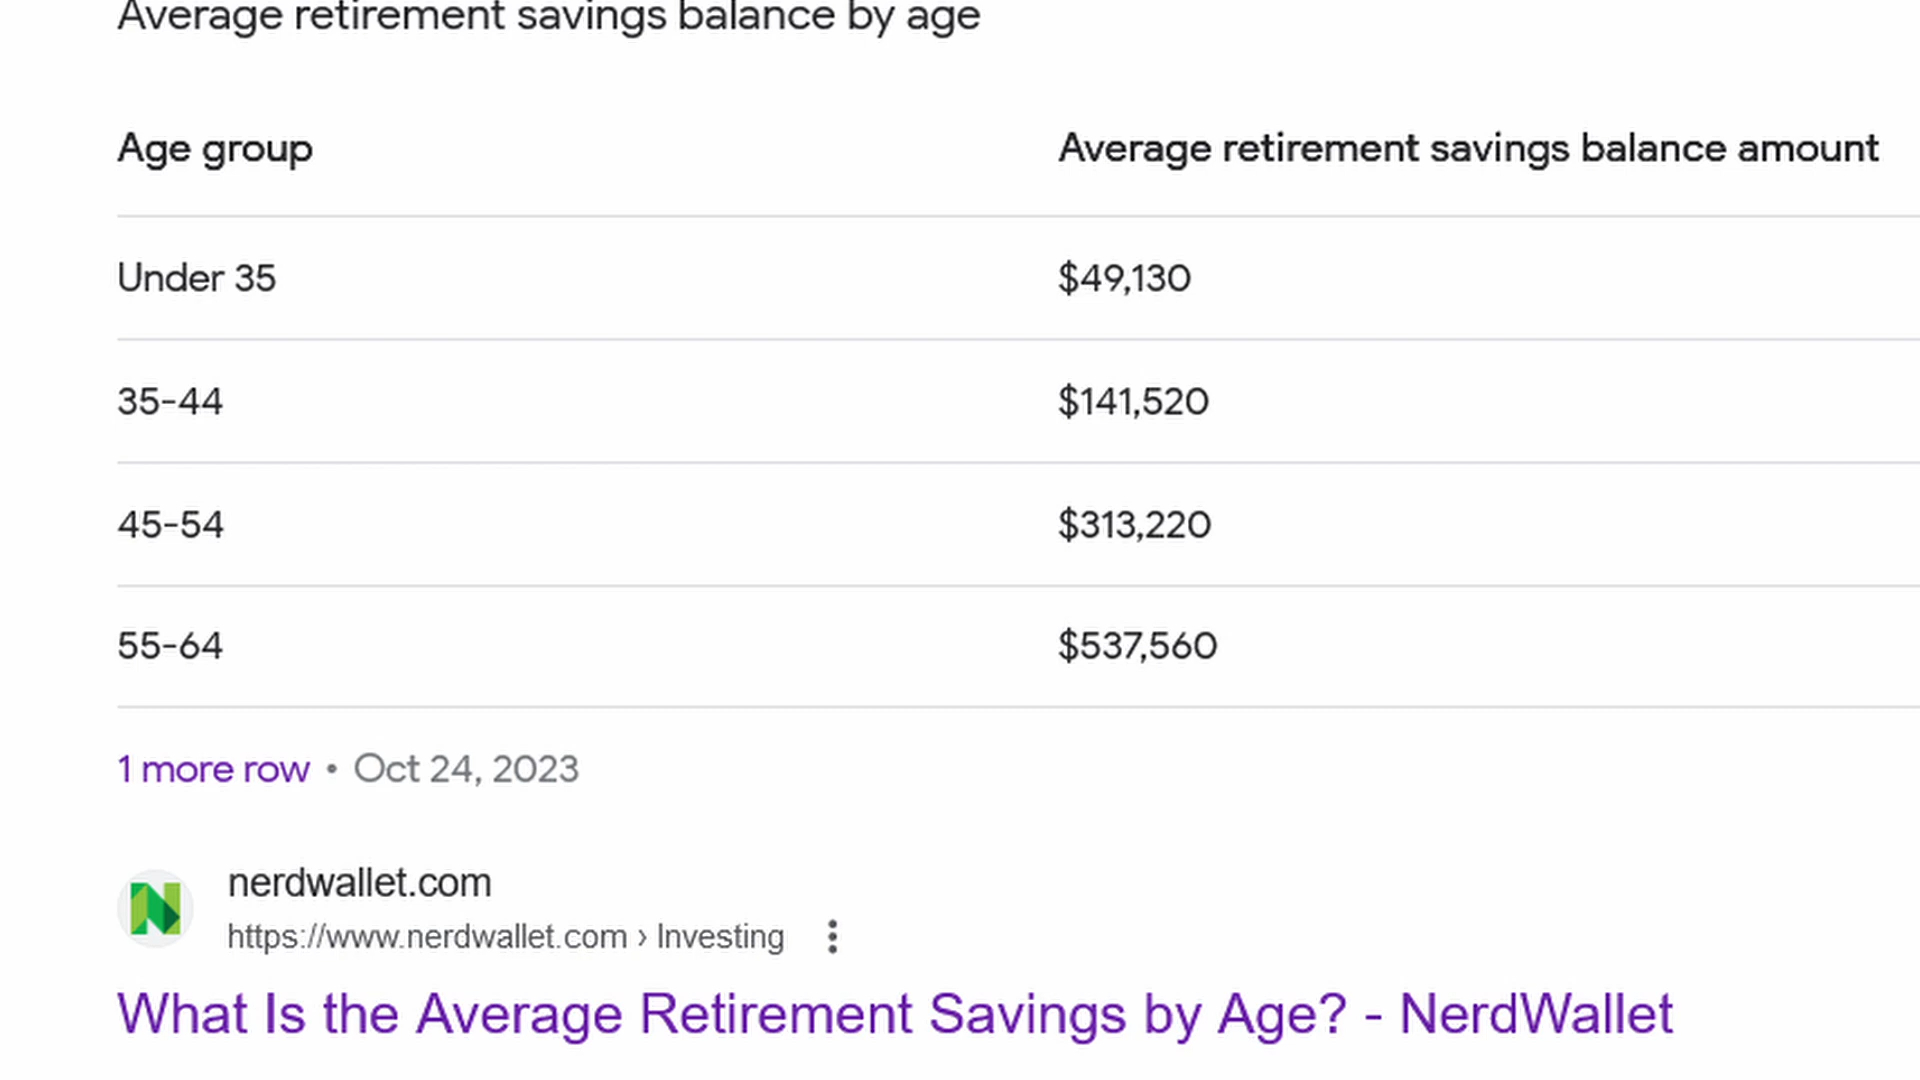 Average retirement savings balance by age
Age group Average retirement savings balance amount
Under 35 $49,130
35-44 $141,520
45-54 $313,220
55-64 $537,560
1 more row • Oct 24, 2023
nerdwallet.com
https://www.nerdwallet.com › Investing
What Is the Average Retirement Savings by Age? - NerdWallet